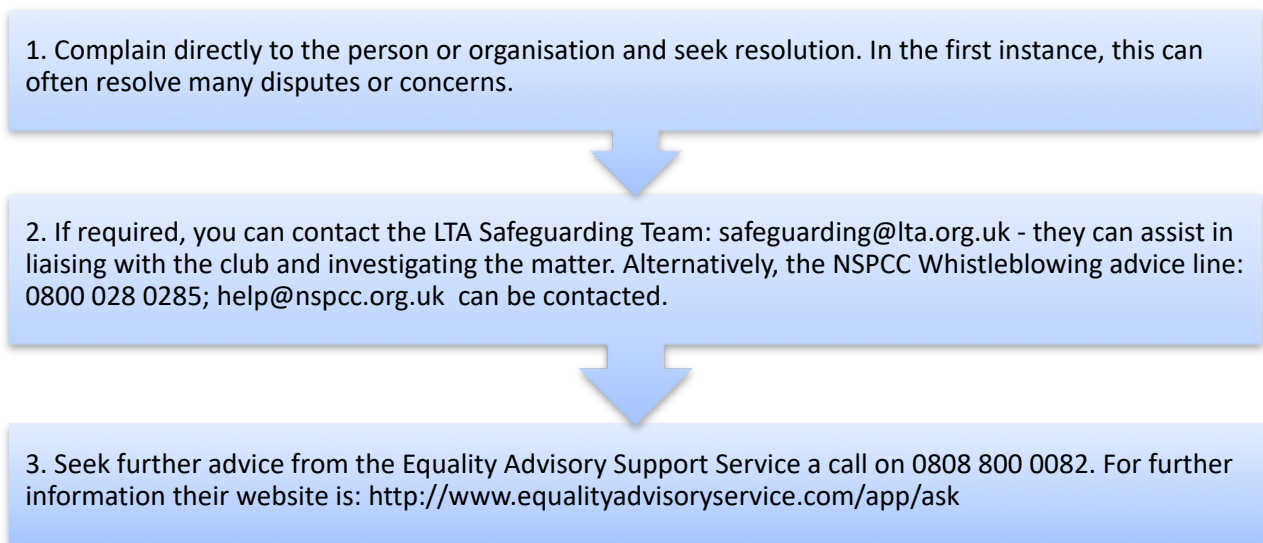 1. Complain directly to the person or organisation and seek resolution. In the first instance, this can
often resolve many disputes or concerns.
2. If required, you can contact the LTA Safeguarding Team: safeguarding@lta.org.uk - they can assist in
liaising with the club and investigating the matter. Alternatively, the NSPCC Whistleblowing advice line:
0800 028 0285; help@nspcc.org.uk can be contacted.
3. Seek further advice from the Equality Advisory Support Service a call on 0808 800 0082. For further
information their website is: http://www.equalityadvisoryservice.com/app/ask